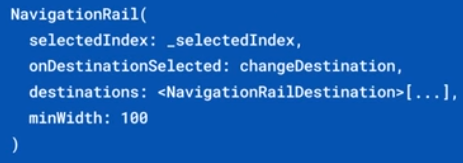 NavigationRail(
  selectedIndex: _selectedIndex,
  onDestinationSelected: changeDestination,
  destinations: <NavigationRailDestination>[...],
  minWidth: 100
)